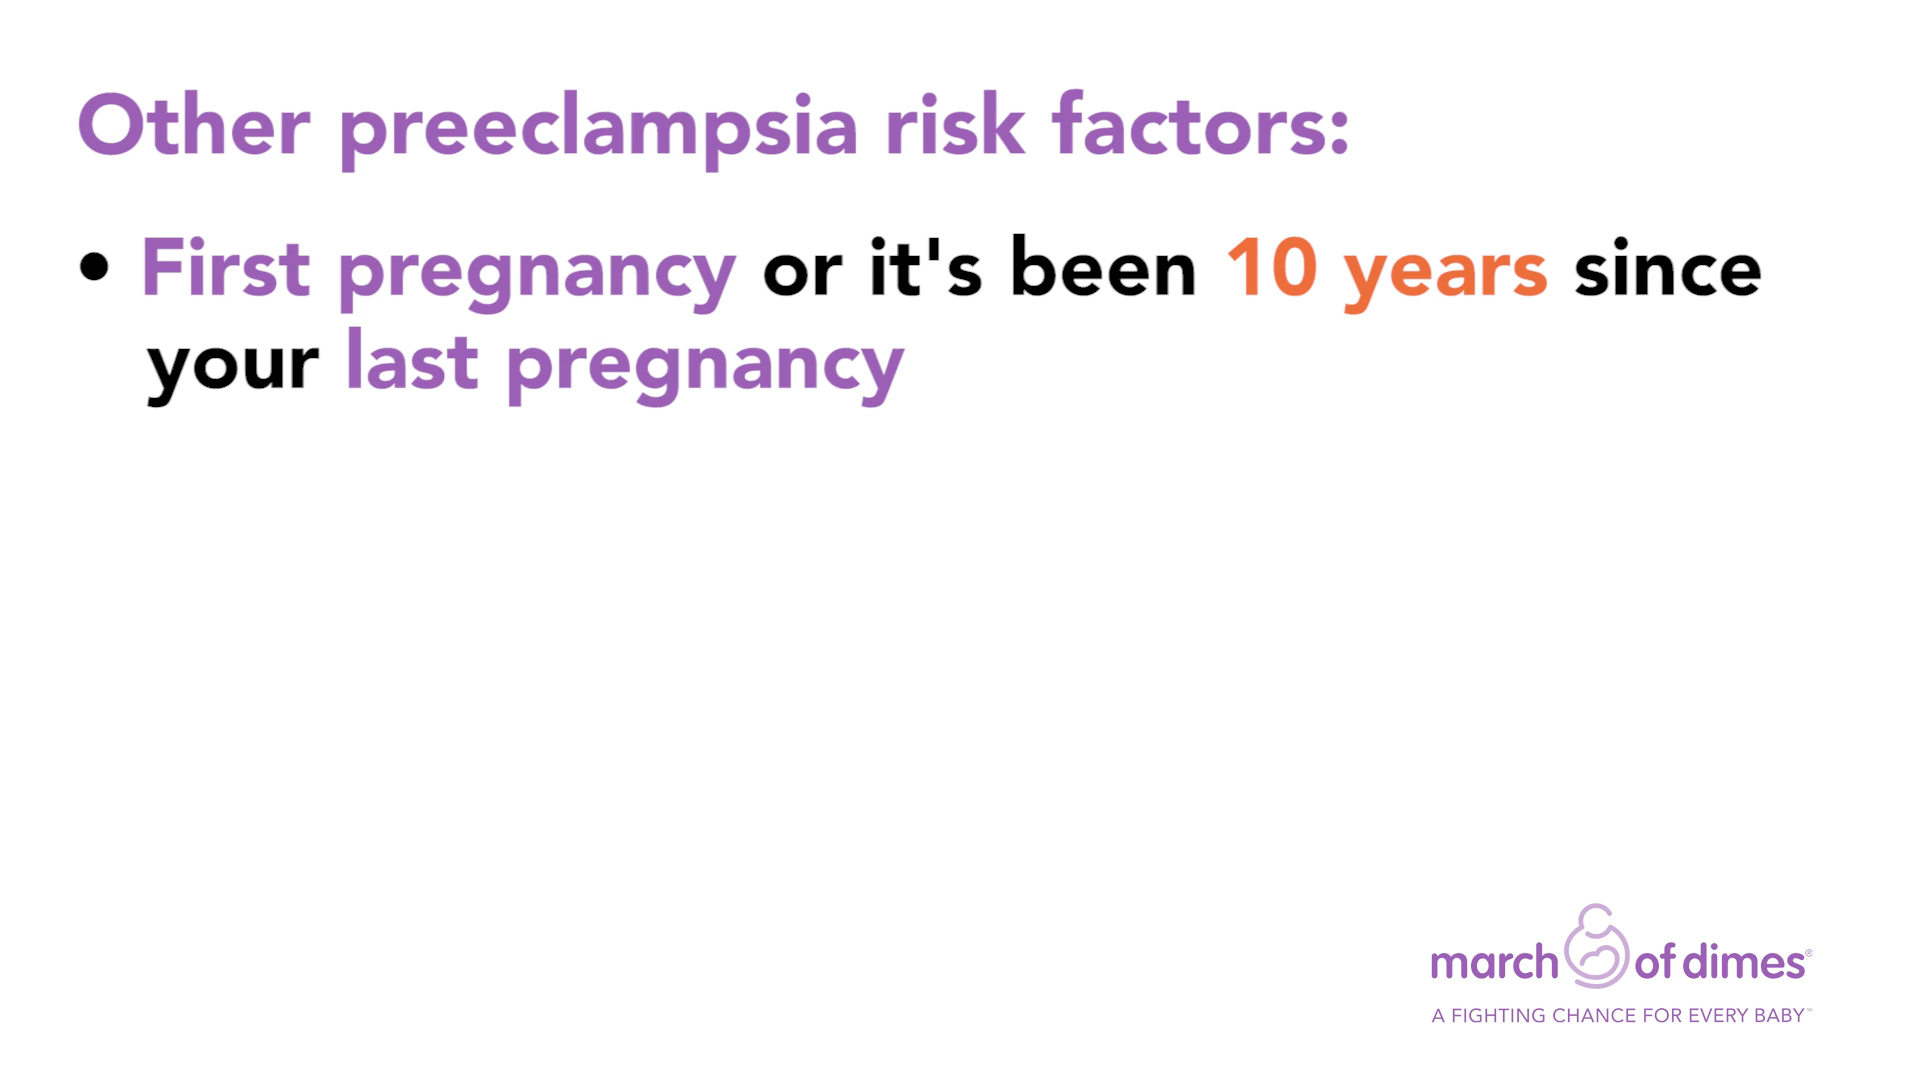 Other preeclampsia risk factors:
• First pregnancy or it's been 10 years since
your last pregnancy
march of dimes®
A FIGHTING CHANCE FOR EVERY BABY™